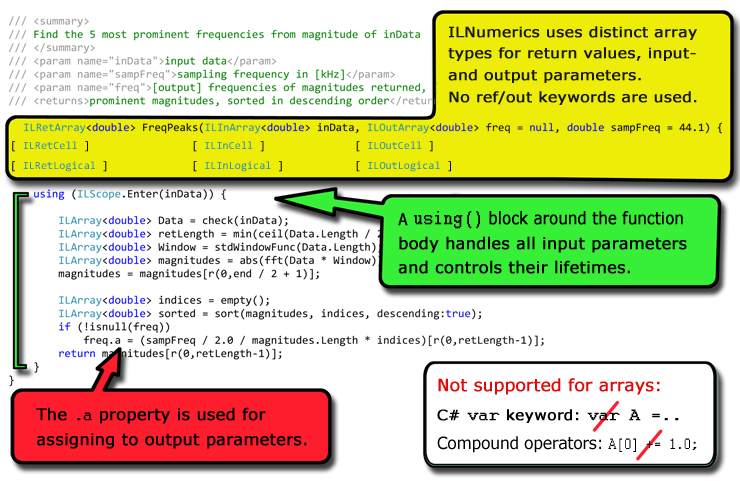 /// <summary>
/// Find the 5 most prominent frequencies from magnitude of inData
/// </summary>
/// <param name="inData">input data</param>
/// <param name="sampFreq">sampling frequency in [kHz]</param>
/// <param name="freq">[output] frequencies of magnitudes returned,
/// <returns>prominent magnitudes, sorted in descending order</return
ILNumerics uses distinct array
types for return values, input-
and output parameters.
No ref/out keywords are used.
ILRetArray<double> FreqPeaks(ILInArray<double> inData, ILOutArray<double> freq = null, double sampFreq = 44.1) {
[ ILRetCell ] [ ILInCell ] [ ILOutCell ]
[ ILRetLogical ] [ ILInLogical ] [ ILOutLogical ]
using (ILScope.Enter(inData)) {
ILArray<double> Data = check(inData);
ILArray<double> retLength = min(ceil(Data.Length / 2
ILArray<double> Window = stdWindowFunc(Data.Length);
ILArray<double> magnitudes = abs(fft(Data * Window)
magnitudes = magnitudes[r(0,end / 2 + 1)];
A using() block around the function
body handles all input parameters
and controls their lifetimes.
ILArray<double> indices = empty();
ILArray<double> sorted = sort(magnitudes, indices, descending:true);
if (!isnull(freq))
freq.a = (sampFreq / 2.0 / magnitudes.Length * indices)[r(0,retLength-1)];
return magnitudes[r(0,retLength-1)];
}
}
The .a property is used for
assigning to output parameters.
Not supported for arrays:
C# var keyword: var A =..
Compound operators: A[0] += 1.0;